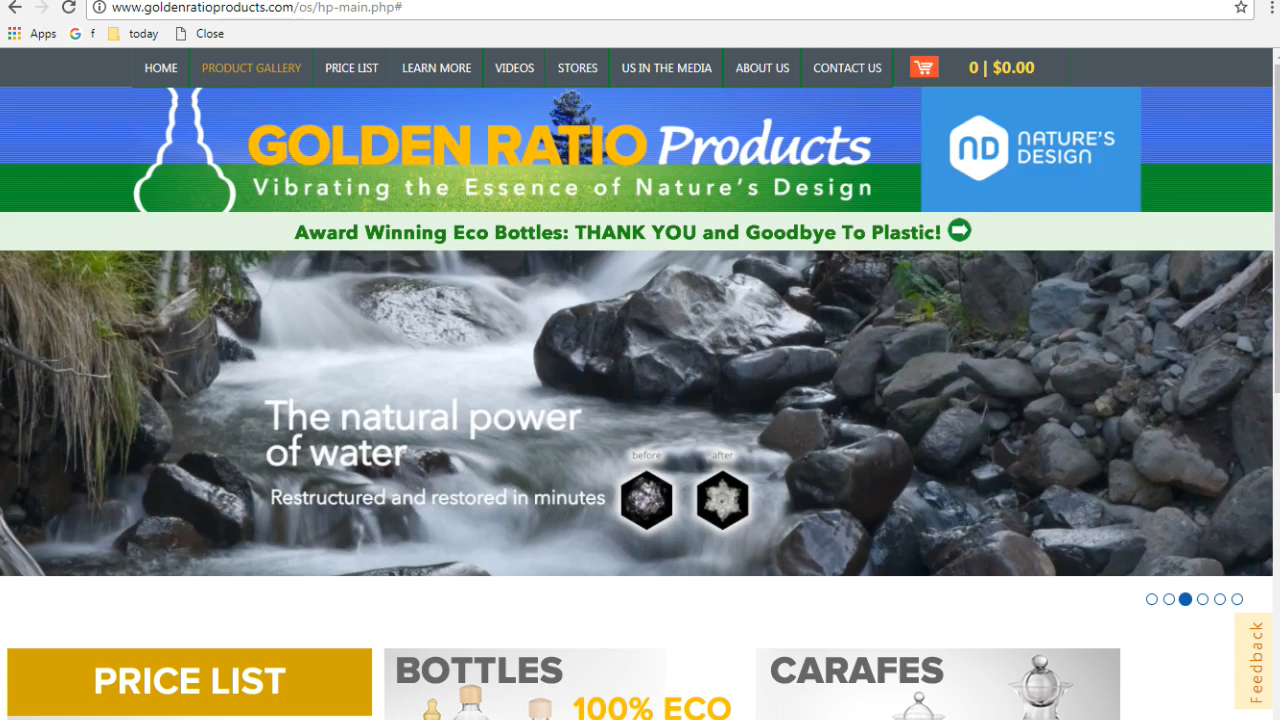 www.goldenratioproducts.com/os/hp-main.php#
Apps f today Close
HOME PRODUCT GALLERY PRICE LIST LEARN MORE VIDEOS STORES US IN THE MEDIA ABOUT US CONTACT US 0 | $0.00
GOLDEN RATIO Products
Vibrating the Essence of Nature's Design
ND NATURE'S DESIGN
Award Winning Eco Bottles: THANK YOU and Goodbye To Plastic!
The natural power
of water
before after
Restructured and restored in minutes
Feedback
PRICE LIST
BOTTLES
100% ECO
CARAFES